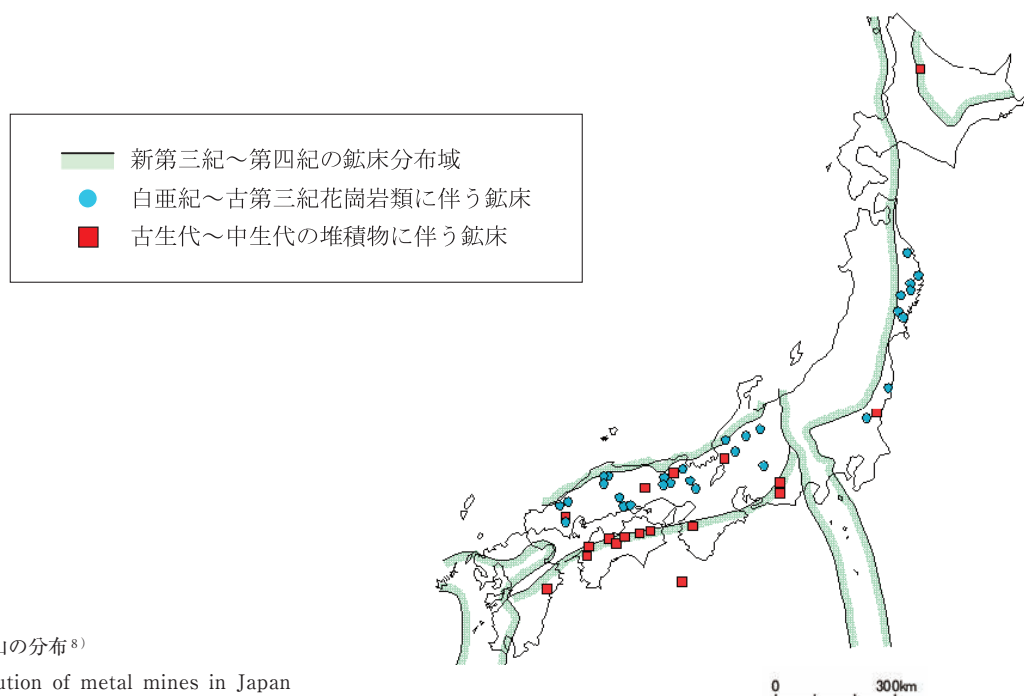 新第三紀～第四紀の鉱床分布域
白亜紀～古第三紀花崗岩類に伴う鉱床
古生代～中生代の堆積物に伴う鉱床
山の分布8)
ution of metal mines in Japan
0 300km